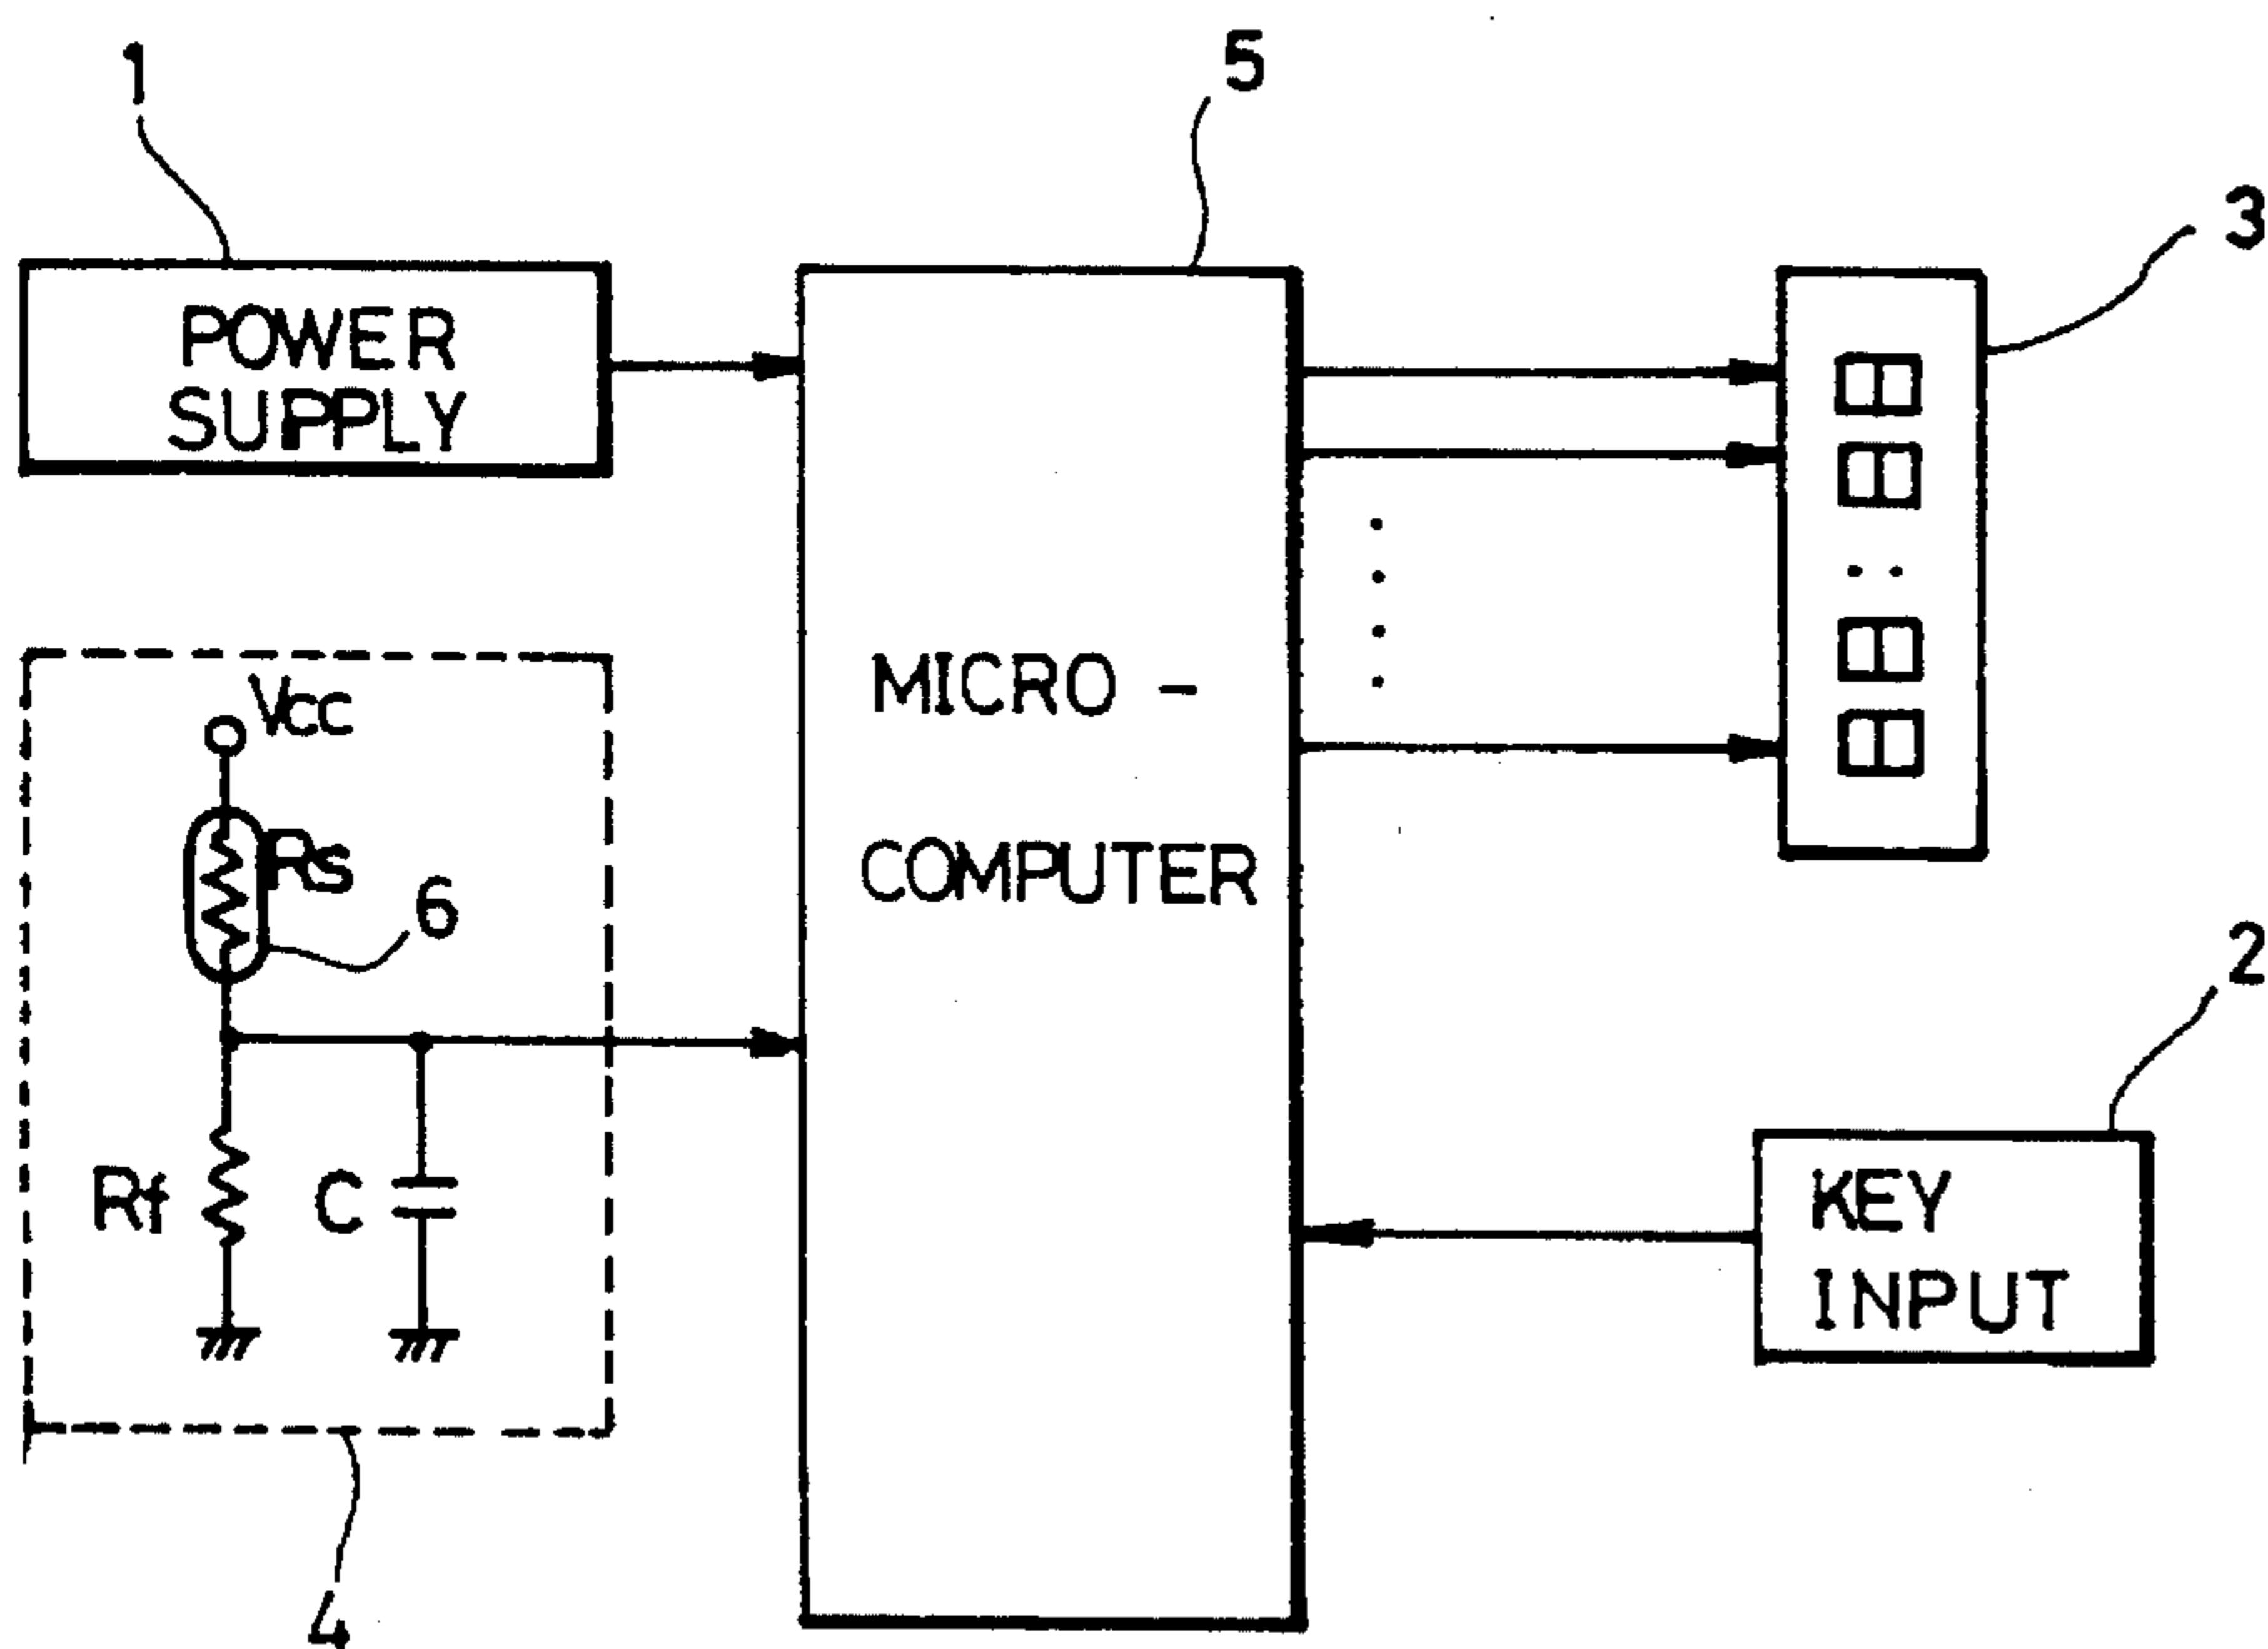 1
5
3
POWER
SUPPLY
Vcc
Rs
6
MICRO -
COMPUTER
2
Rf
C
KEY
INPUT
4